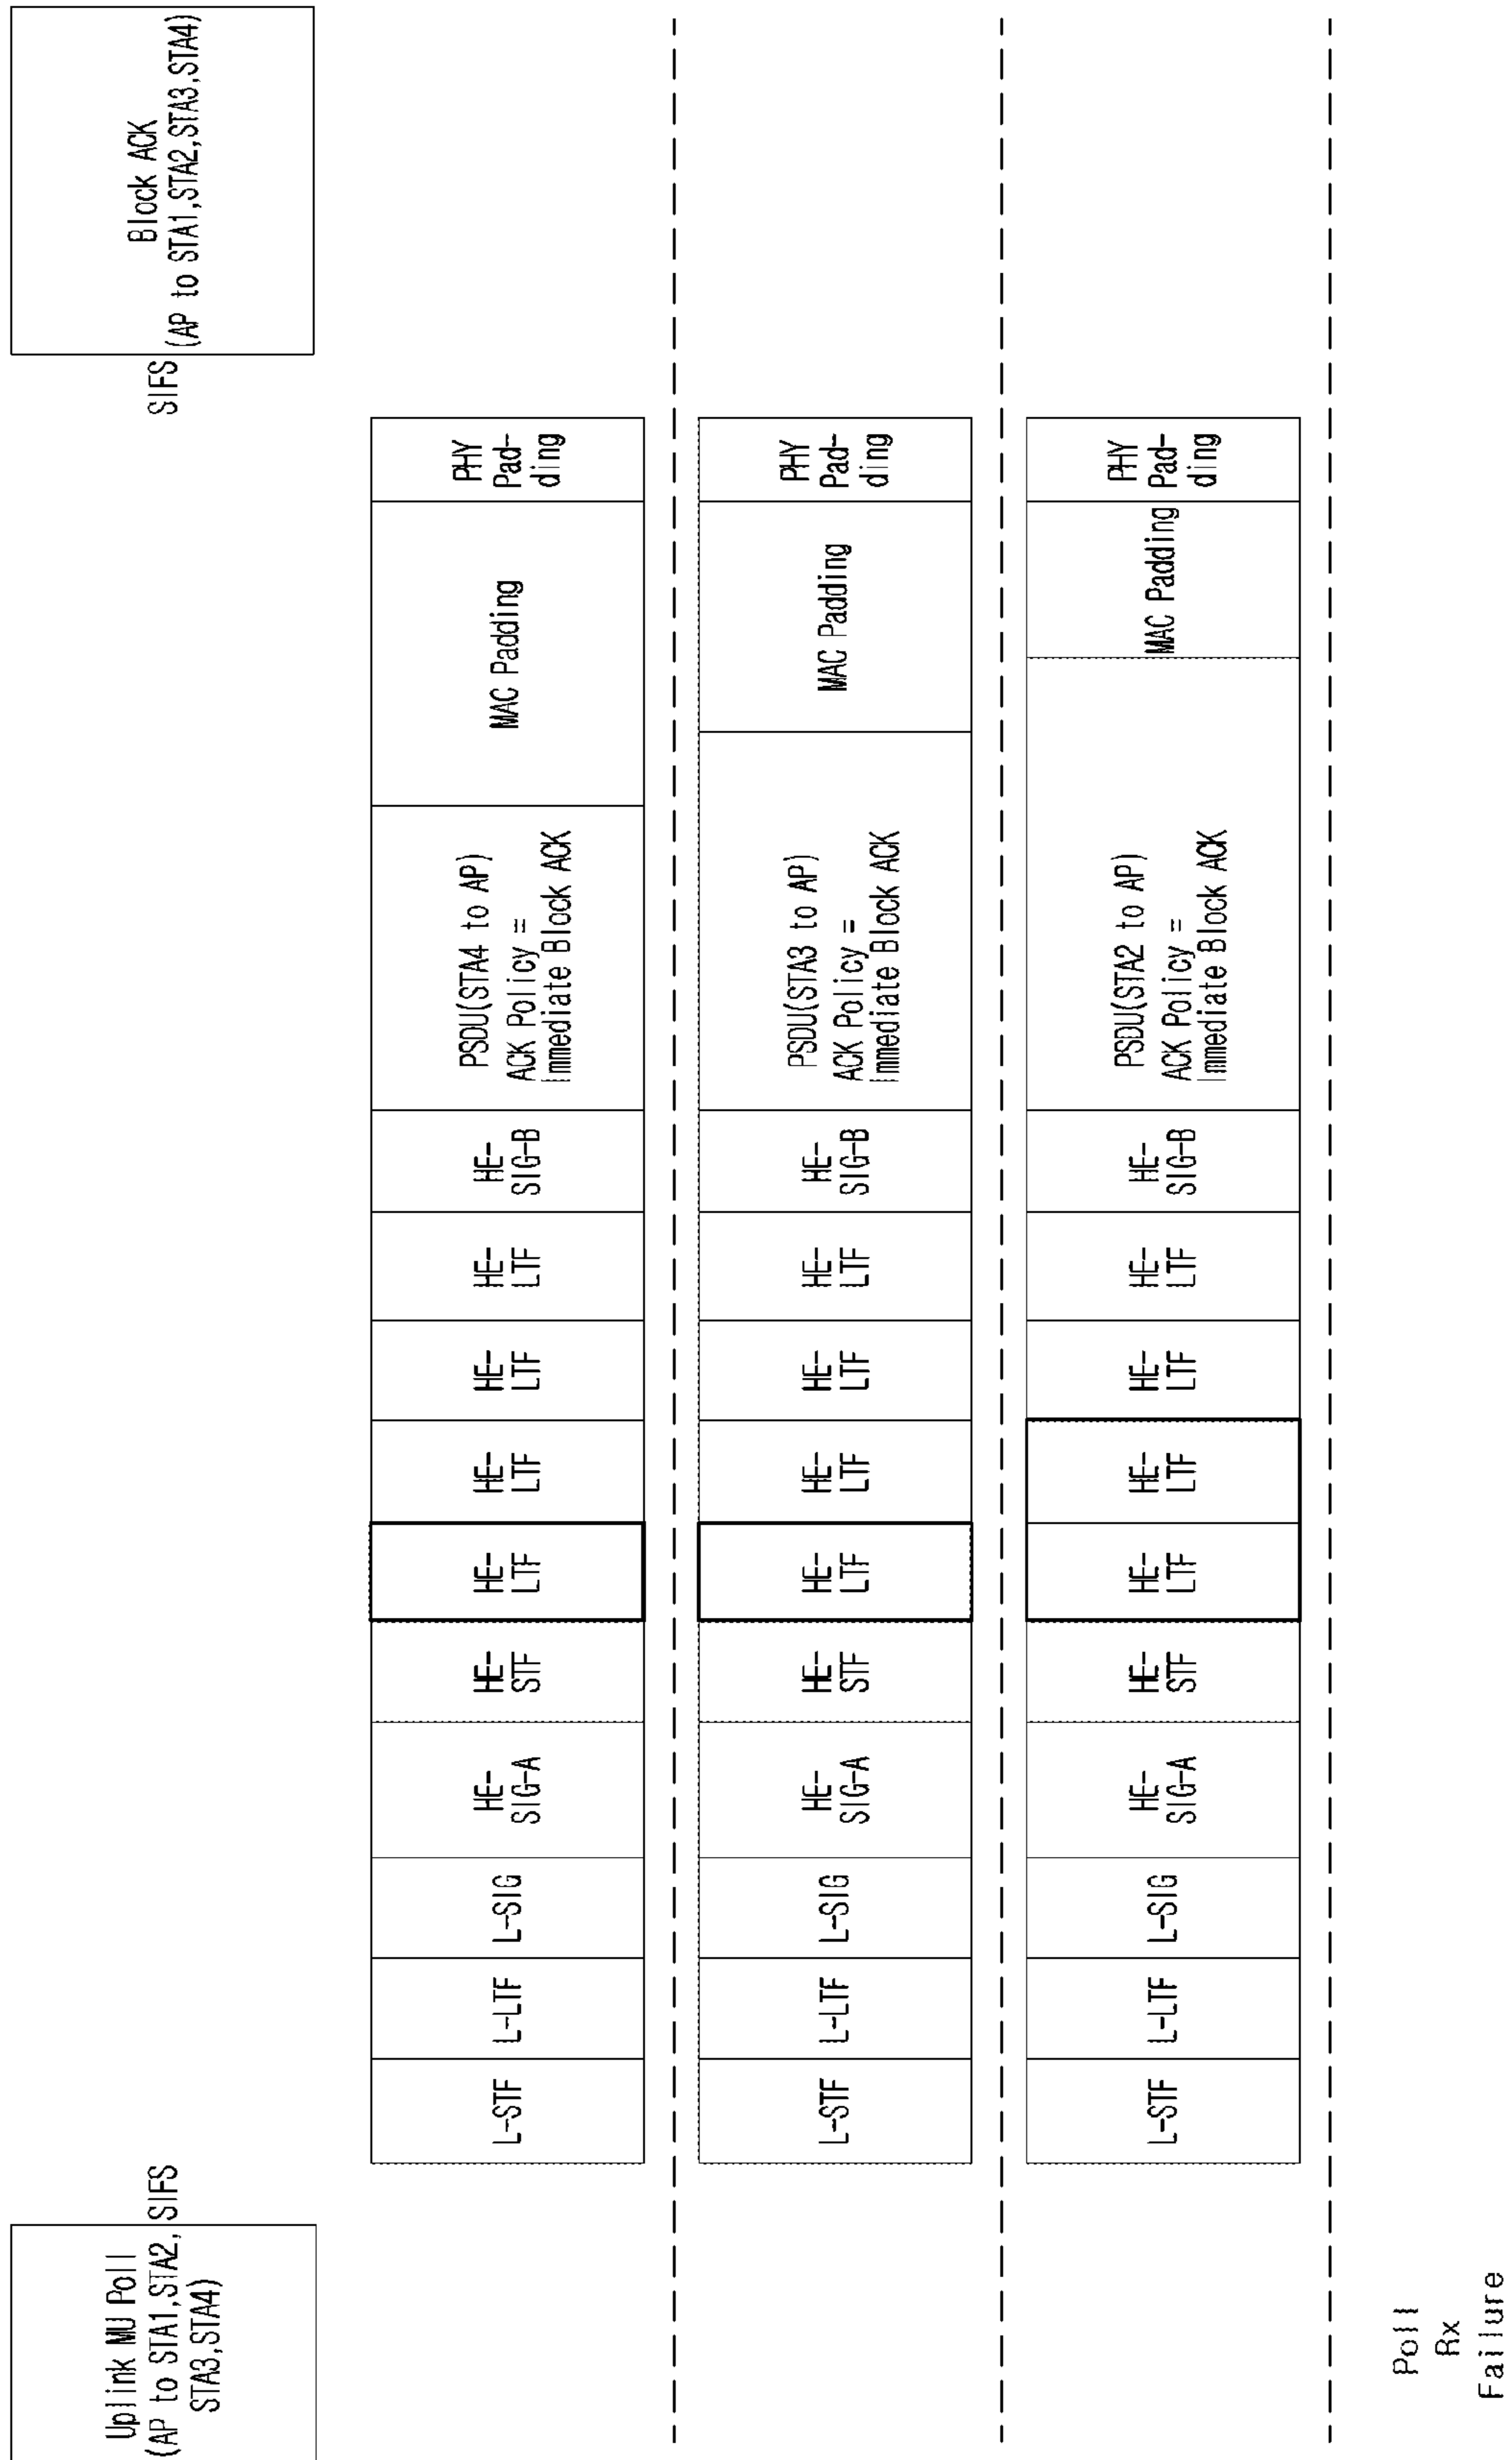 Uplink MU Poll
(AP to STA1,STA2,
STA3,STA4)
SIFS
SIFS
Block ACK
(AP to STA1,STA2,STA3,STA4)
L-STF
L-LTF
L-SIG
HE-
SIG-A
HE-
STF
HE-
LTF
HE-
LTF
HE-
LTF
HE-
LTF
HE-
SIG-B
PSDU(STA4 to AP)
ACK Policy =
Immediate Block ACK
MAC Padding
PHY
Pad-
ding
L-STF
L-LTF
L-SIG
HE-
SIG-A
HE-
STF
HE-
LTF
HE-
LTF
HE-
LTF
HE-
LTF
HE-
SIG-B
PSDU(STA3 to AP)
ACK Policy =
Immediate Block ACK
MAC Padding
PHY
Pad-
ding
L-STF
L-LTF
L-SIG
HE-
SIG-A
HE-
STF
HE-
LTF
HE-
LTF
HE-
LTF
HE-
LTF
HE-
SIG-B
PSDU(STA2 to AP)
ACK Policy =
Immediate Block ACK
MAC Padding
PHY
Pad-
ding
Poll
Rx
Failure